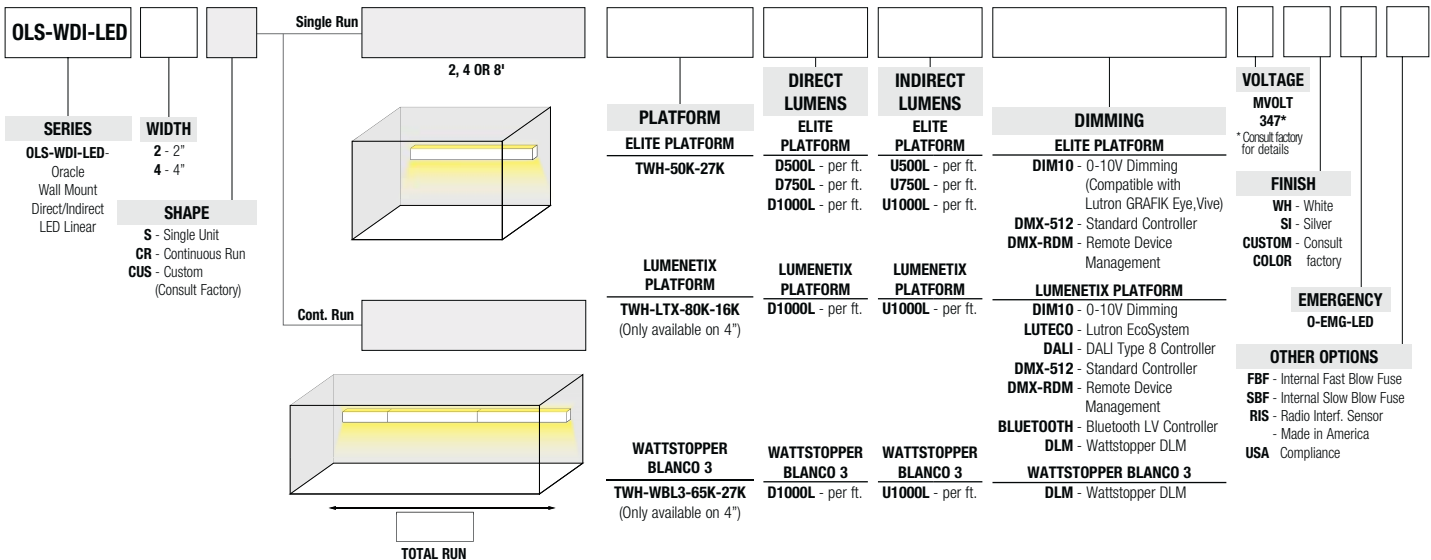 OLS-WDI-LED
Single Run
2, 4 OR 8'
SERIES
OLS-WDI-LED-
Oracle
Wall Mount
Direct/Indirect
LED Linear
WIDTH
2 - 2”
4 - 4”
SHAPE
S - Single Unit
CR - Continuous Run
CUS - Custom
(Consult Factory)
Cont. Run
TOTAL RUN
PLATFORM
ELITE PLATFORM
TWH-50K-27K
LUMENETIX
PLATFORM
TWH-LTX-80K-16K
(Only available on 4”)
WATTSTOPPER
BLANCO 3
TWH-WBL3-65K-27K
(Only available on 4”)
DIRECT
LUMENS
ELITE
PLATFORM
D500L - per ft.
D750L - per ft.
D1000L - per ft.
LUMENETIX
PLATFORM
D1000L - per ft.
WATTSTOPPER
BLANCO 3
D1000L - per ft.
INDIRECT
LUMENS
ELITE
PLATFORM
U500L - per ft.
U750L - per ft.
U1000L - per ft.
LUMENETIX
PLATFORM
U1000L - per ft.
WATTSTOPPER
BLANCO 3
U1000L - per ft.
DIMMING
ELITE PLATFORM
DIM10 - 0-10V Dimming
(Compatible with
Lutron GRAFIK Eye,Vive)
DMX-512 - Standard Controller
DMX-RDM - Remote Device
Management
LUMENETIX PLATFORM
DIM10 - 0-10V Dimming
LUTECO - Lutron EcoSystem
DALI - DALI Type 8 Controller
DMX-512 - Standard Controller
DMX-RDM - Remote Device
Management
BLUETOOTH - Bluetooth LV Controller
DLM - Wattstopper DLM
WATTSTOPPER BLANCO 3
DLM - Wattstopper DLM
VOLTAGE
MVOLT
347*
* Consult factory
for details
FINISH
WH - White
SI - Silver
CUSTOM - Consult
COLOR factory
EMERGENCY
O-EMG-LED
OTHER OPTIONS
FBF - Internal Fast Blow Fuse
SBF - Internal Slow Blow Fuse
RIS - Radio Interf. Sensor
- Made in America
USA Compliance